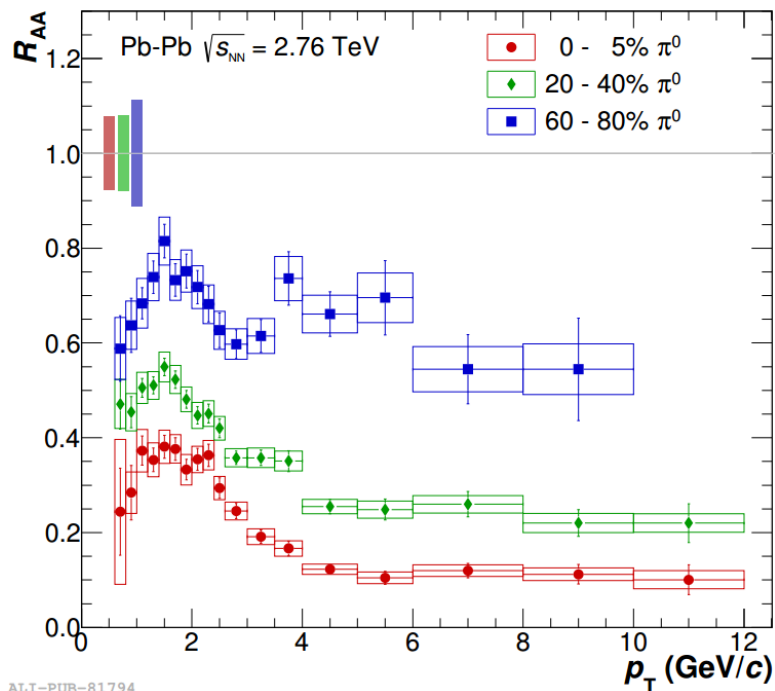 R_AA
Pb-Pb √s_NN = 2.76 TeV
0 - 5% π⁰
20 - 40% π⁰
60 - 80% π⁰
1.2
1.0
0.8
0.6
0.4
0.2
0.0
0 2 4 6 8 10 12
p_T (GeV/c)
ALI-PUB-81794